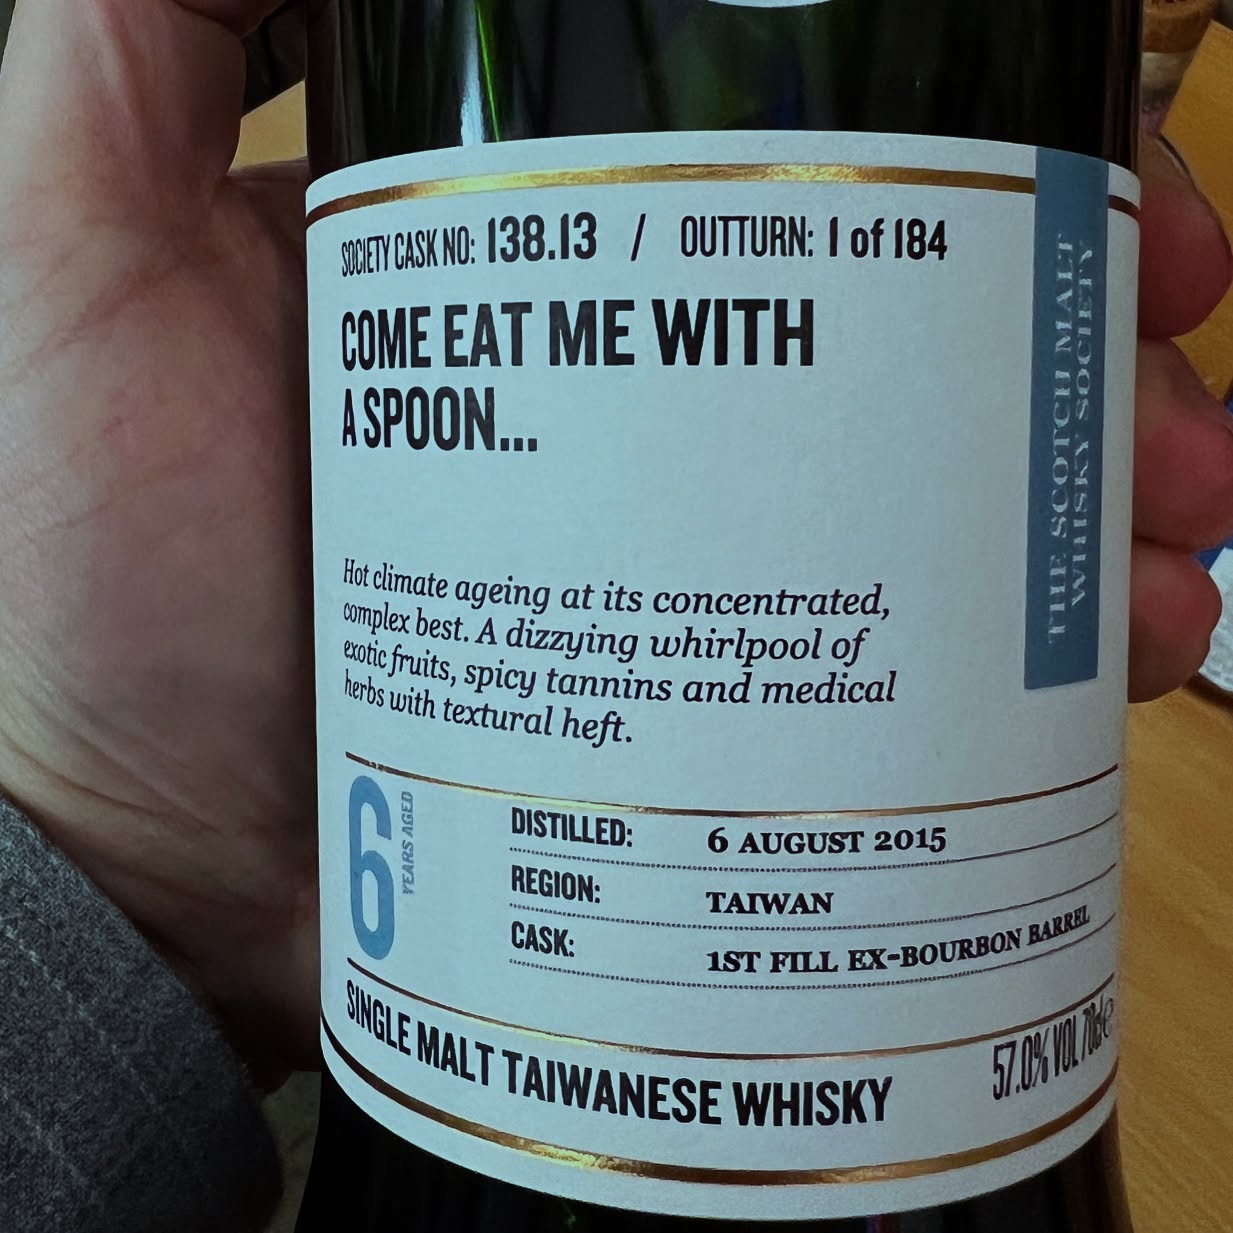 SOCIETY CASK NO: 138.13 / OUTTURN: 1 of 184
COME EAT ME WITH
A SPOON...
THE SCOTCH MALT
WHISKY SOCIETY
Hot climate ageing at its concentrated,
complex best. A dizzying whirlpool of
exotic fruits, spicy tannins and medical
herbs with textural heft.
6 YEARS AGED
DISTILLED: 6 AUGUST 2015
REGION: TAIWAN
CASK: 1ST FILL EX-BOURBON BARREL
SINGLE MALT TAIWANESE WHISKY 57.0% VOL 70cl e